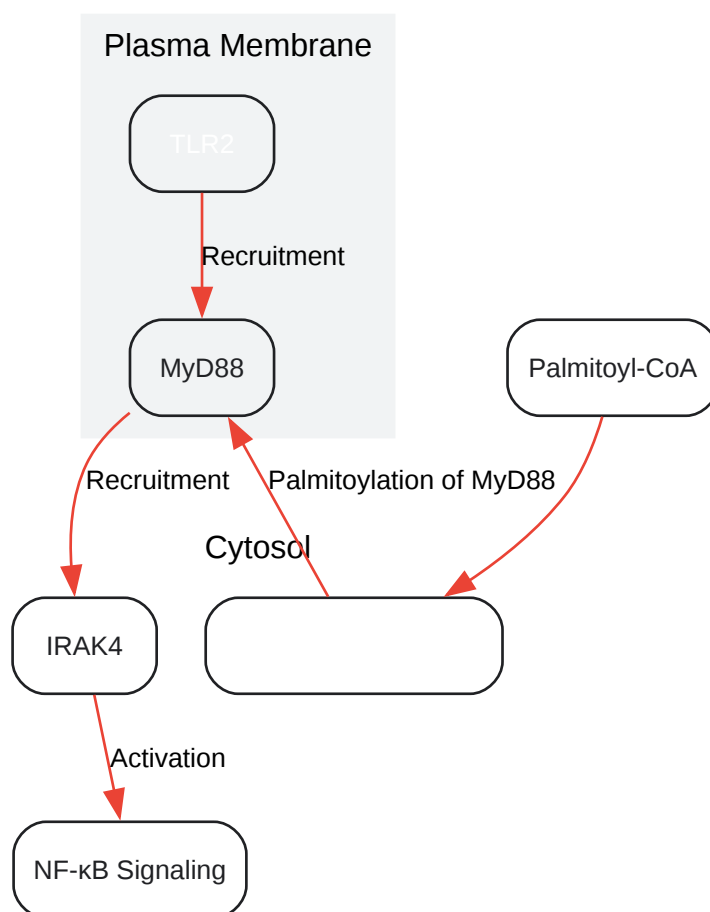 Plasma Membrane
TLR2
Recruitment
MyD88
Palmitoyl-CoA
Recruitment
Palmitoylation of MyD88
Cytosol
IRAK4
Activation
NF-κB Signaling